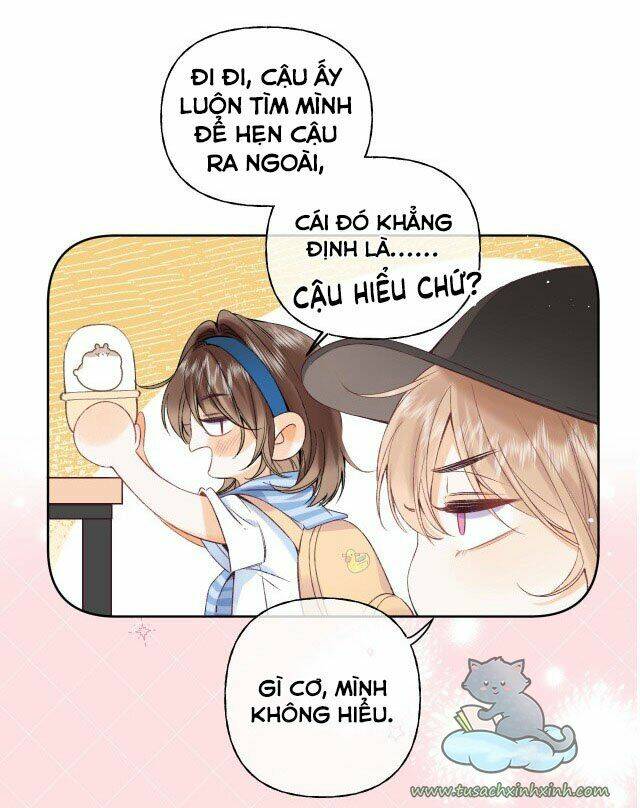 ĐI ĐI, CẬU ẤY
LUÔN TÌM MÌNH
ĐỂ HẸN CẬU
RA NGOÀI,
CÁI ĐÓ KHẲNG
ĐỊNH LÀ......
CẬU HIỂU CHỨ?
GÌ CƠ, MÌNH
KHÔNG HIỂU.
www.tusachxinhxinh.com